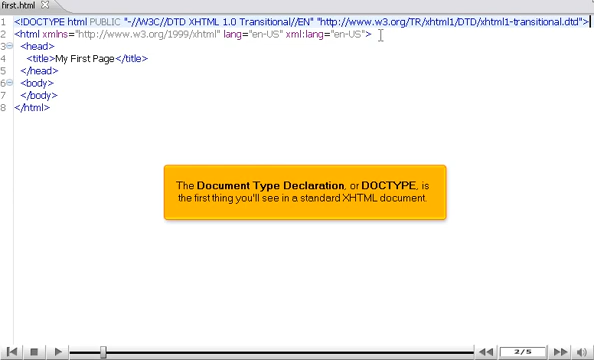 first.html
1 <!DOCTYPE html PUBLIC "-//W3C//DTD XHTML 1.0 Transitional//EN" "http://www.w3.org/TR/xhtml1/DTD/xhtml1-transitional.dtd">
2 <html xmlns="http://www.w3.org/1999/xhtml" lang="en-US" xml:lang="en-US">
3 <head>
4 <title>My First Page</title>
5 </head>
6 <body>
7 </body>
8 </html>
The Document Type Declaration, or DOCTYPE, is
the first thing you'll see in a standard XHTML document.
2/5